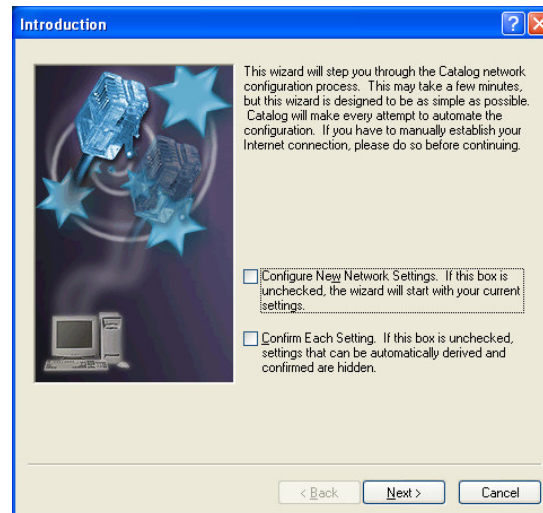 Introduction
?
This wizard will step you through the Catalog network
configuration process.  This may take a few minutes,
but this wizard is designed to be as simple as possible.
Catalog will make every attempt to automate the
configuration.  If you have to manually establish your
Internet connection, please do so before continuing.
Configure New Network Settings.  If this box is
unchecked, the wizard will start with your current
settings.
Confirm Each Setting.  If this box is unchecked,
settings that can be automatically derived and
confirmed are hidden.
< Back Next > Cancel